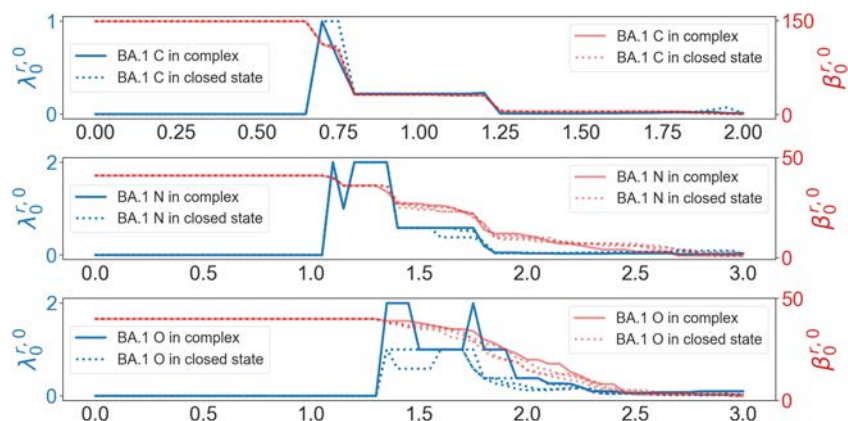 1
λ₀ʳ,⁰
0
BA.1 C in complex
BA.1 C in closed state
BA.1 C in complex
BA.1 C in closed state
150
β₀ʳ,⁰
0
0.00 0.25 0.50 0.75 1.00 1.25 1.50 1.75 2.00
2
λ₀ʳ,⁰
0
BA.1 N in complex
BA.1 N in closed state
BA.1 N in complex
BA.1 N in closed state
50
β₀ʳ,⁰
0
0.0 0.5 1.0 1.5 2.0 2.5 3.0
2
λ₀ʳ,⁰
0
BA.1 O in complex
BA.1 O in closed state
BA.1 O in complex
BA.1 O in closed state
50
β₀ʳ,⁰
0
0.0 0.5 1.0 1.5 2.0 2.5 3.0